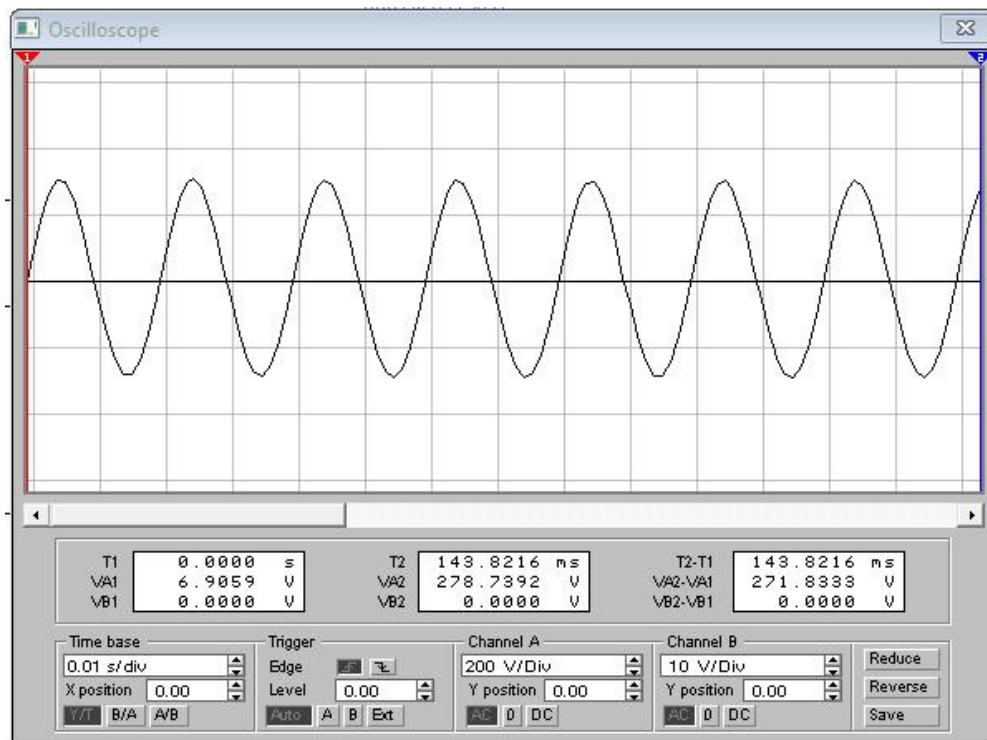 Oscilloscope
1 2
T1 0.0000 s T2 143.8216 ms T2-T1 143.8216 ms
VA1 6.9059 V VA2 278.7392 V VA2-VA1 271.8333 V
VB1 0.0000 V VB2 0.0000 V VB2-VB1 0.0000 V
Time base Trigger Channel A Channel B
0.01 s/div Edge 200 V/Div 10 V/Div Reduce
X position 0.00 Level 0.00 Y position 0.00 Y position 0.00 Reverse
Y/T B/A A/B Auto A B Ext AC 0 DC AC 0 DC Save